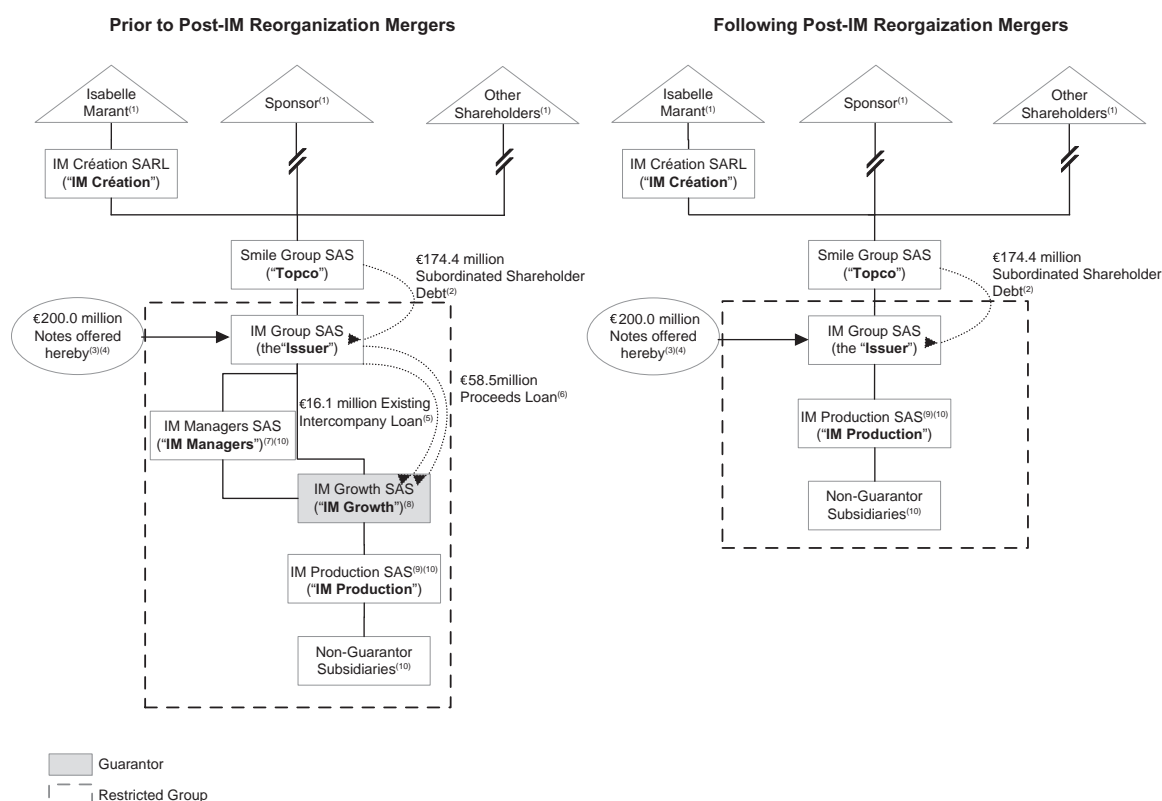 Prior to Post-IM Reorganization Mergers
Isabelle
Marant(1)
Sponsor(1)
Other
Shareholders(1)
IM Création SARL
(“IM Création”)
Smile Group SAS
(“Topco”)
€174.4 million
Subordinated Shareholder
Debt(2)
€200.0 million
Notes offered
hereby(3)(4)
IM Group SAS
(the“Issuer”)
€58.5million
Proceeds Loan(6)
€16.1 million Existing
Intercompany Loan(5)
IM Managers SAS
(“IM Managers”)(7)(10)
IM Growth SAS
(“IM Growth”)(8)
IM Production SAS(9)(10)
(“IM Production”)
Non-Guarantor
Subsidiaries(10)
Guarantor
Restricted Group
Following Post-IM Reorgaization Mergers
Isabelle
Marant(1)
Sponsor(1)
Other
Shareholders(1)
IM Création SARL
(“IM Création”)
Smile Group SAS
(“Topco”)
€174.4 million
Subordinated Shareholder
Debt(2)
€200.0 million
Notes offered
hereby(3)(4)
IM Group SAS
(the “Issuer”)
IM Production SAS(9)(10)
(“IM Production”)
Non-Guarantor
Subsidiaries(10)